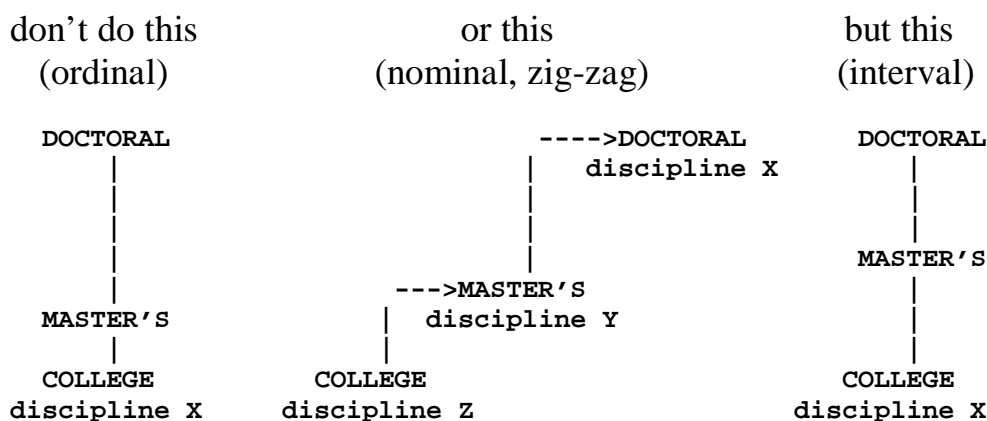 don’t do this or this but this
(ordinal) (nominal, zig-zag) (interval)
DOCTORAL ---->DOCTORAL DOCTORAL
| | discipline X |
| | |
| | |
| | MASTER’S
| --->MASTER’S |
MASTER’S | discipline Y |
| | |
COLLEGE COLLEGE COLLEGE
discipline X discipline Z discipline X